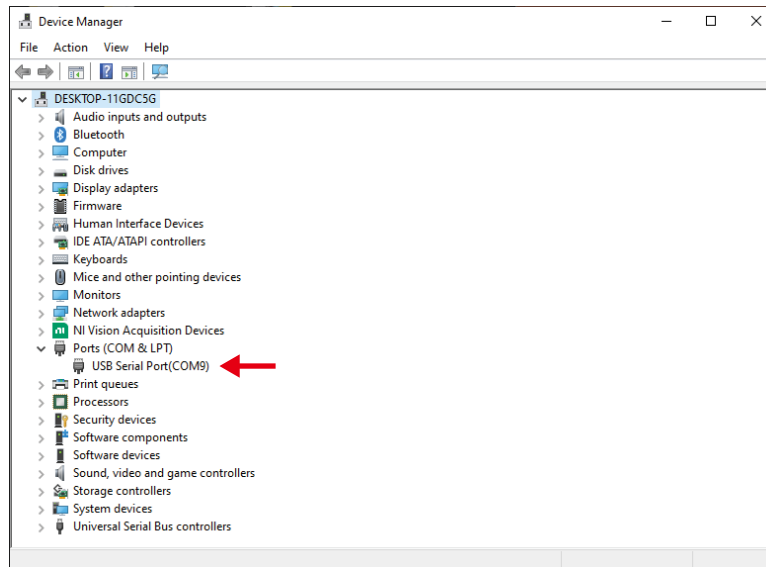 Device Manager
File Action View Help
DESKTOP-11GDC5G
Audio inputs and outputs
Bluetooth
Computer
Disk drives
Display adapters
Firmware
Human Interface Devices
IDE ATA/ATAPI controllers
Keyboards
Mice and other pointing devices
Monitors
Network adapters
NI Vision Acquisition Devices
Ports (COM & LPT)
USB Serial Port(COM9)
Print queues
Processors
Security devices
Software components
Software devices
Sound, video and game controllers
Storage controllers
System devices
Universal Serial Bus controllers